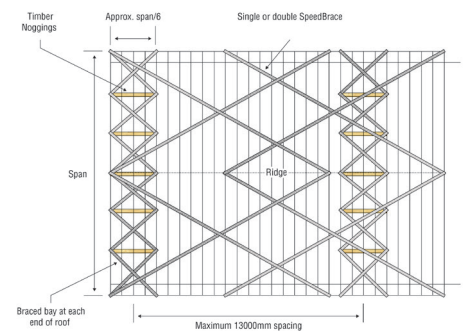 Timber
Noggings
Approx. span/6
Single or double SpeedBrace
Span
Ridge
Braced bay at each
end of roof
Maximum 13000mm spacing